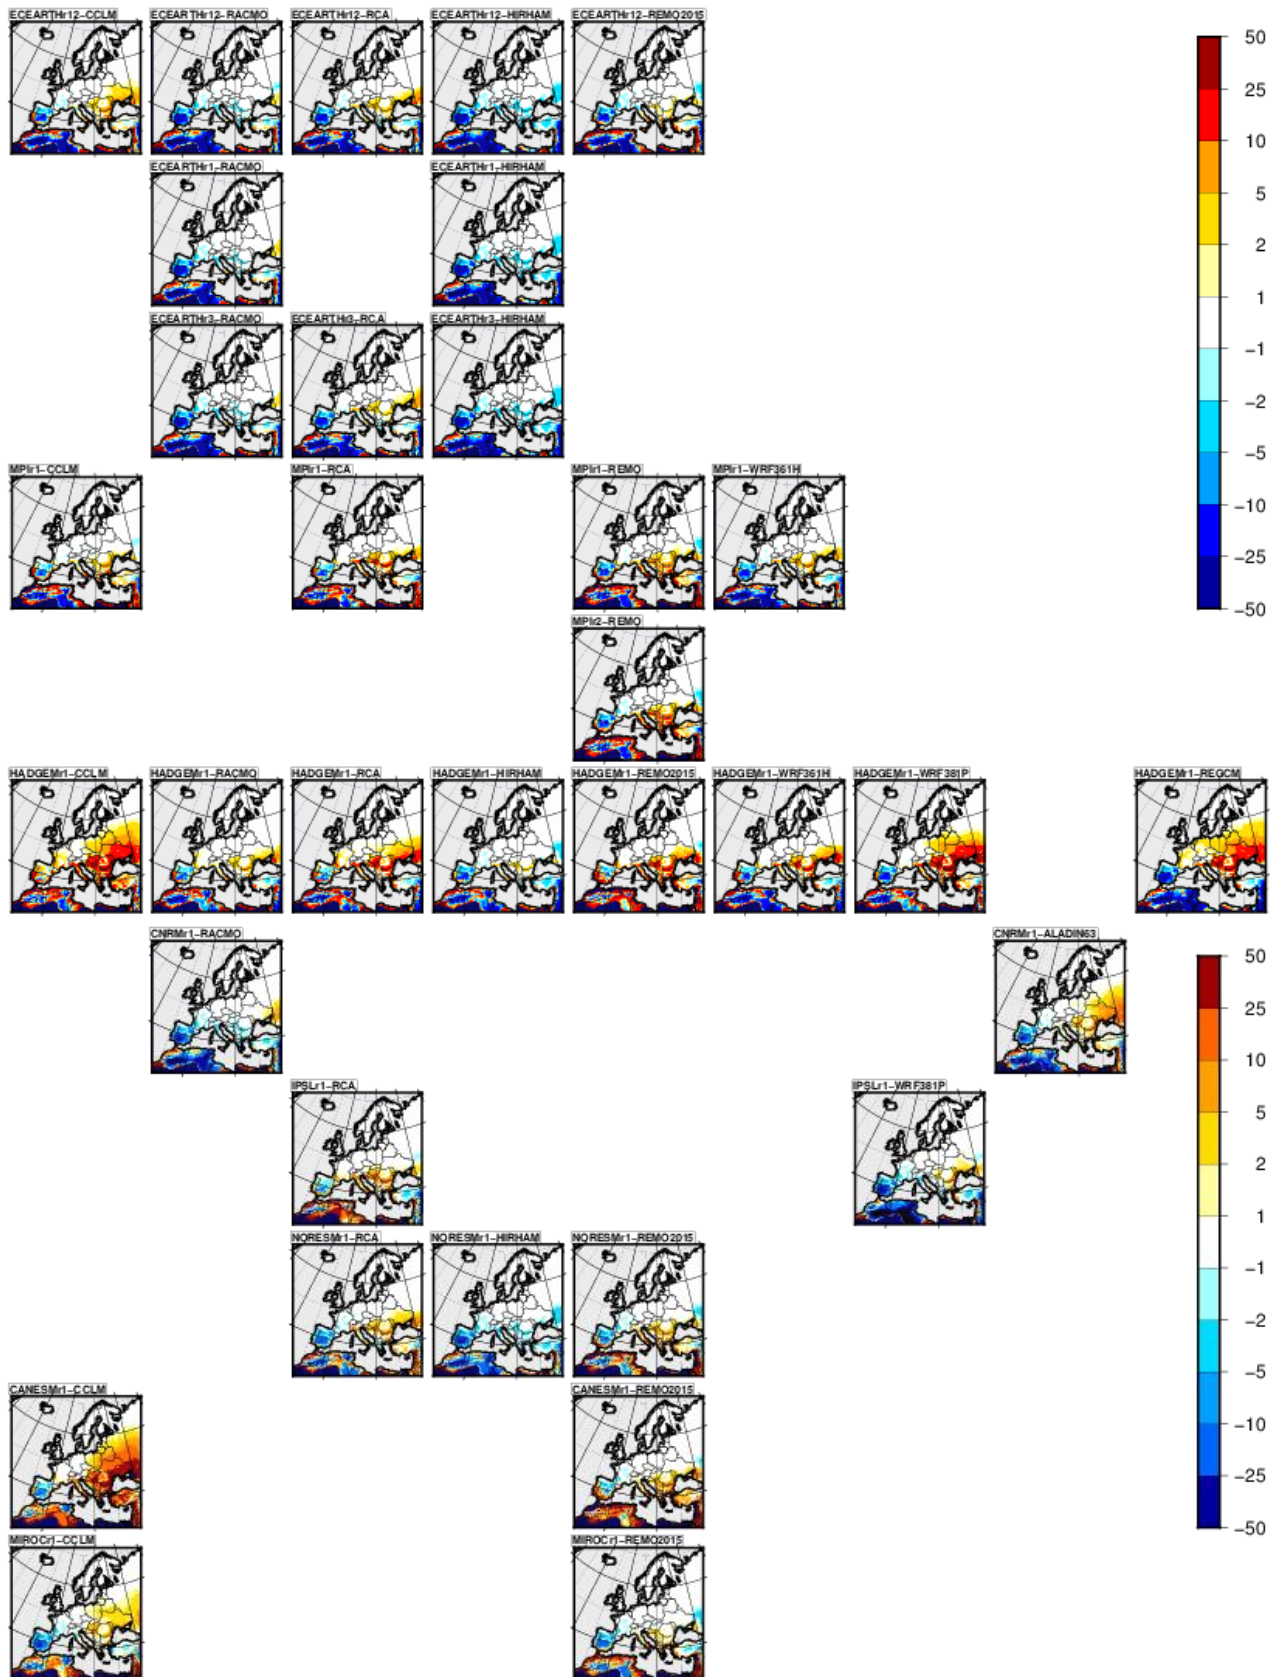 ECEARTHr12-CCLM ECEARTHr12-RACMO ECEARTHr12-RCA ECEARTHr12-HIRHAM ECEARTHr12-REMO2015
50
25
10
5
2
1
-1
-2
-5
-10
-25
-50
ECEARTHr1-RACMO ECEARTHr1-HIRHAM
ECEARTHr3-RACMO ECEARTHr3-RCA ECEARTHr3-HIRHAM
MPIr1-CCLM MPIr1-RCA MPIr1-REMO MPIr1-WRF361H
MPIr2-REMO
HADGEMr1-CCLM HADGEMr1-RACMO HADGEMr1-RCA HADGEMr1-HIRHAM HADGEMr1-REMO2015 HADGEMr1-WRF361H HADGEMr1-WRF381P HADGEMr1-REGCM
CNRMr1-RACMO CNRMr1-ALADIN63
50
25
10
5
2
1
-1
-2
-5
-10
-25
-50
IPSLr1-RCA IPSLr1-WRF381P
NORESMr1-RCA NORESMr1-HIRHAM NORESMr1-REMO2015
CANESMr1-CCLM CANESMr1-REMO2015
MIROCr1-CCLM MIROCr1-REMO2015